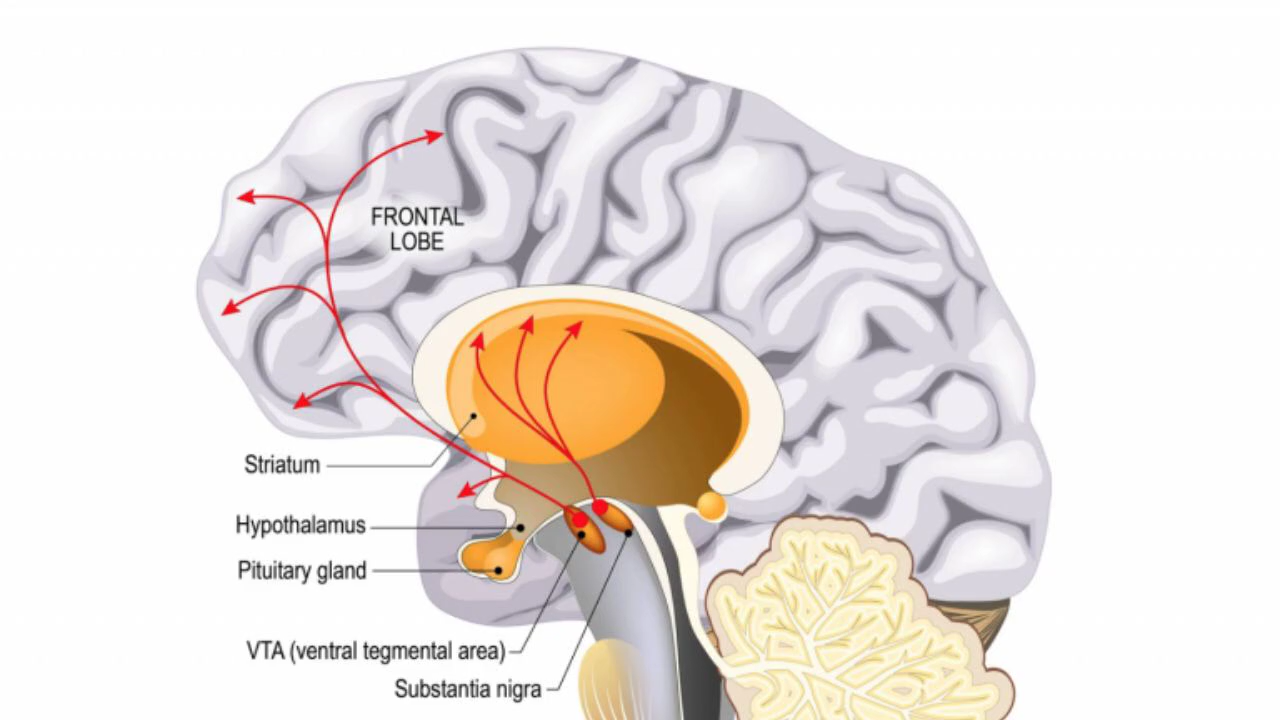 FRONTAL
LOBE
Striatum
Hypothalamus
Pituitary gland
VTA (ventral tegmental area)
Substantia nigra